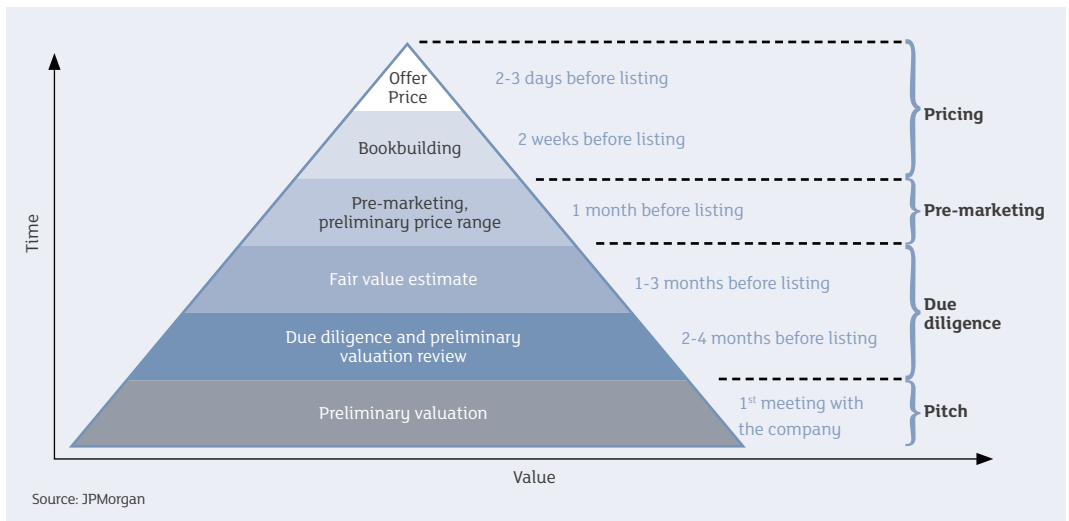 Offer
Price
2-3 days before listing
Pricing
Bookbuilding
2 weeks before listing
Pre-marketing,
preliminary price range
1 month before listing
Pre-marketing
Time
Fair value estimate
1-3 months before listing
Due
diligence
Due diligence and preliminary
valuation review
2-4 months before listing
Preliminary valuation
1st meeting with
the company
Pitch
Value
Source: JPMorgan